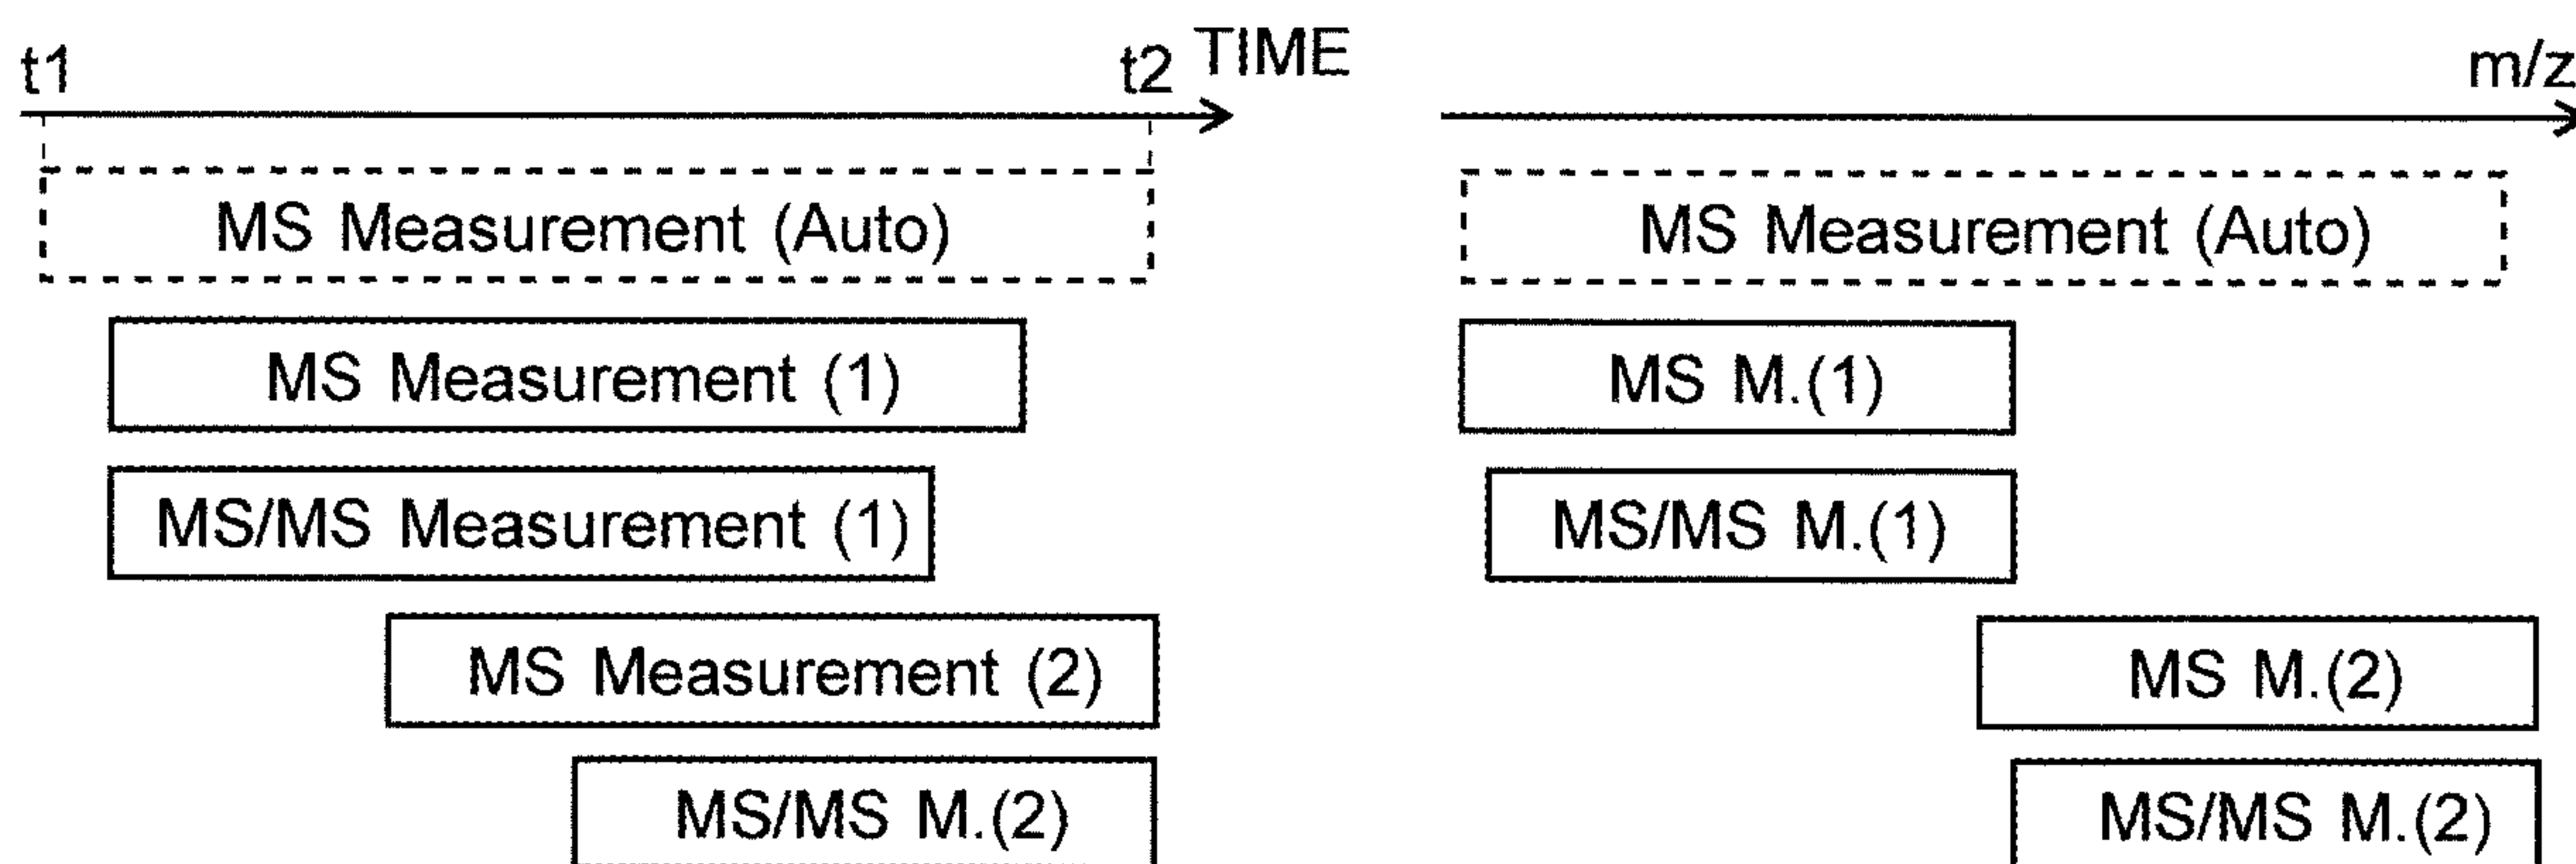 t1 t2 TIME
MS Measurement (Auto)
MS Measurement (1)
MS/MS Measurement (1)
MS Measurement (2)
MS/MS M.(2)
m/z
MS Measurement (Auto)
MS M.(1)
MS/MS M.(1)
MS M.(2)
MS/MS M.(2)